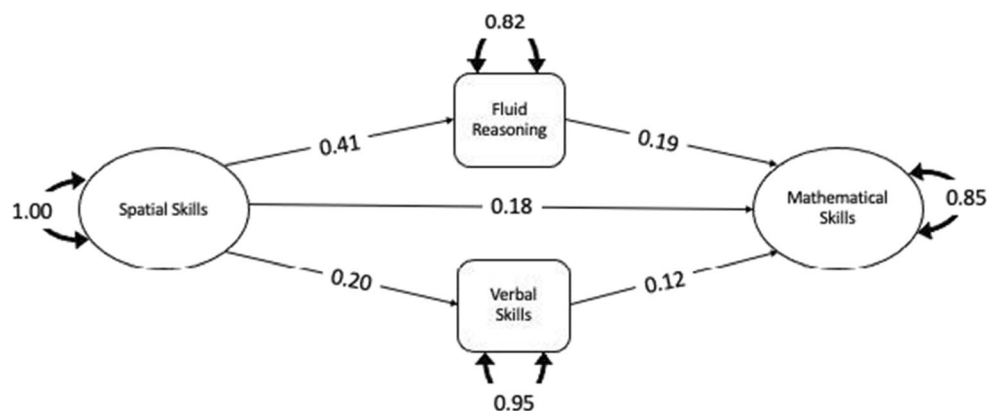 0.82
Fluid
Reasoning
0.41
0.19
1.00
Spatial Skills
0.18
Mathematical
Skills
0.85
0.20
Verbal
Skills
0.12
0.95